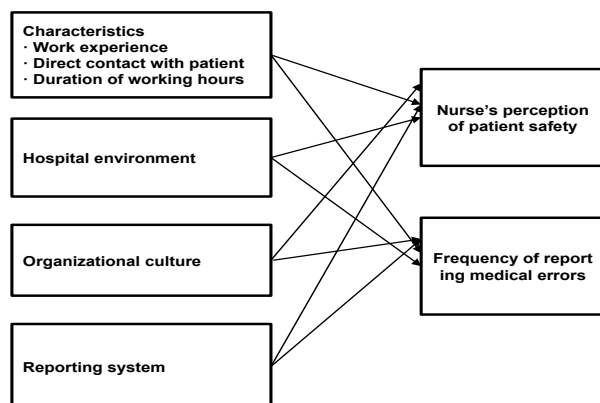 Characteristics
· Work experience
· Direct contact with patient
· Duration of working hours
Hospital environment
Organizational culture
Reporting system
Nurse's perception
of patient safety
Frequency of report
ing medical errors